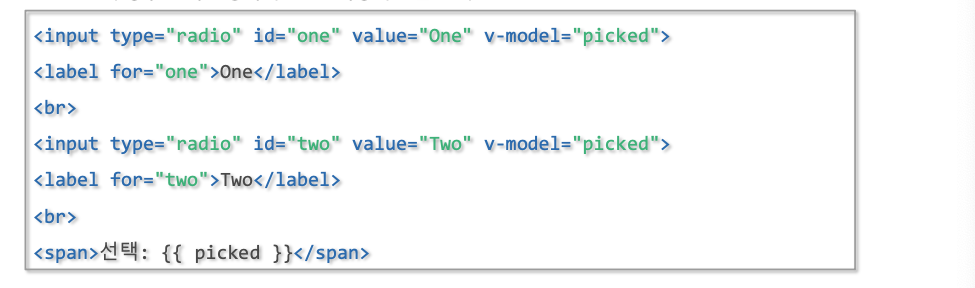 <input type="radio" id="one" value="One" v-model="picked">
<label for="one">One</label>
<br>
<input type="radio" id="two" value="Two" v-model="picked">
<label for="two">Two</label>
<br>
<span>선택: {{ picked }}</span>